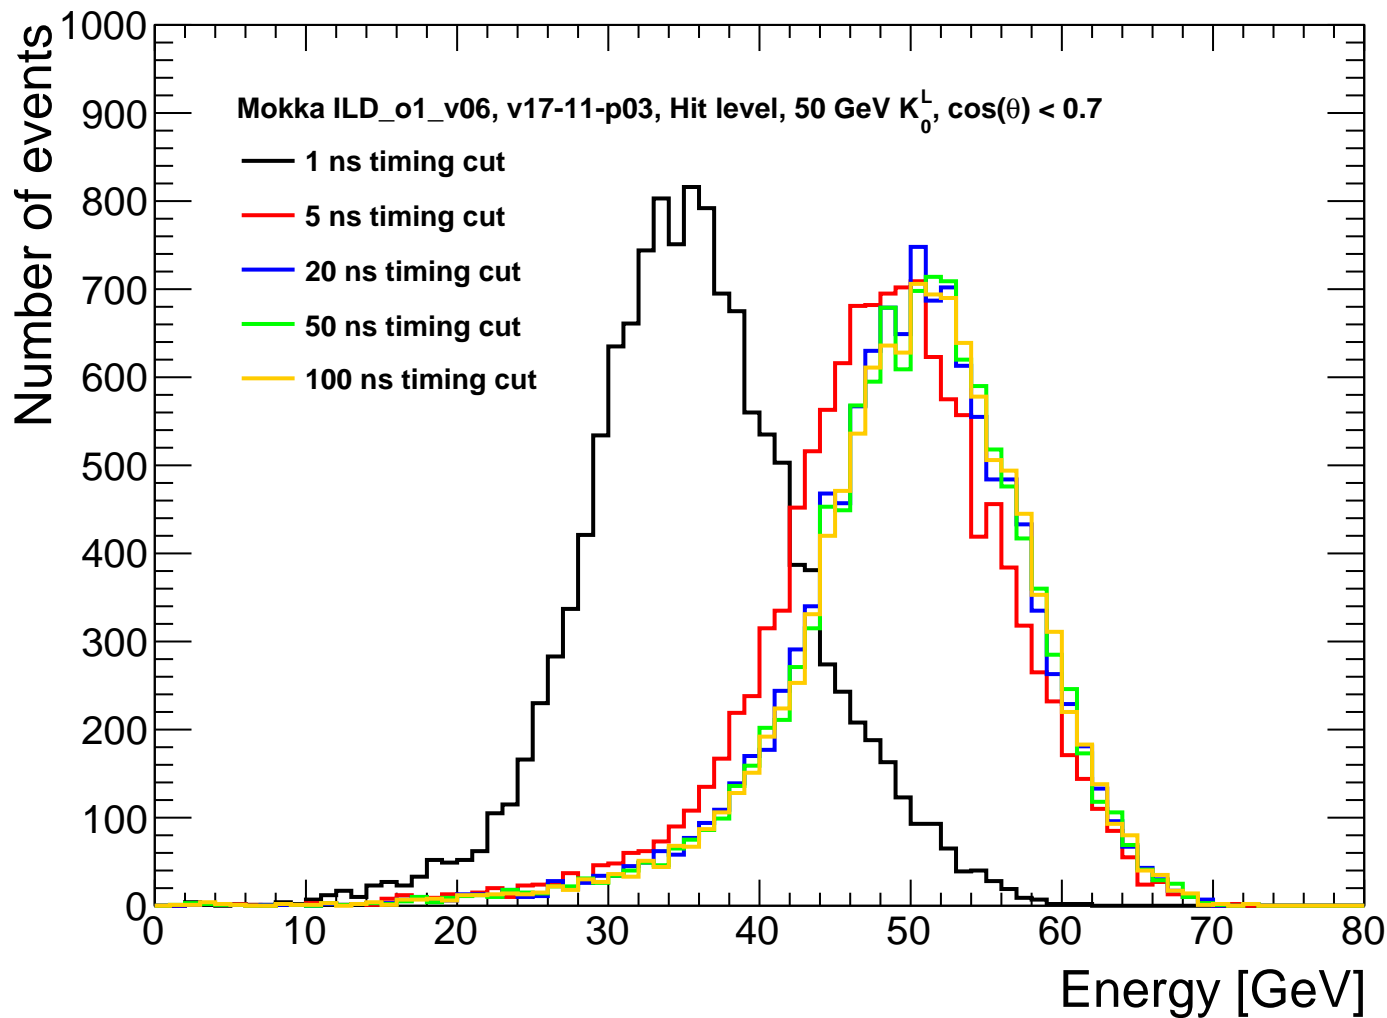 Number of events
1000
900
800
700
600
500
400
300
200
100
0
Mokka ILD_o1_v06, v17-11-p03, Hit level, 50 GeV K₀ᴸ, cos(θ) < 0.7
1 ns timing cut
5 ns timing cut
20 ns timing cut
50 ns timing cut
100 ns timing cut
0 10 20 30 40 50 60 70 80
Energy [GeV]